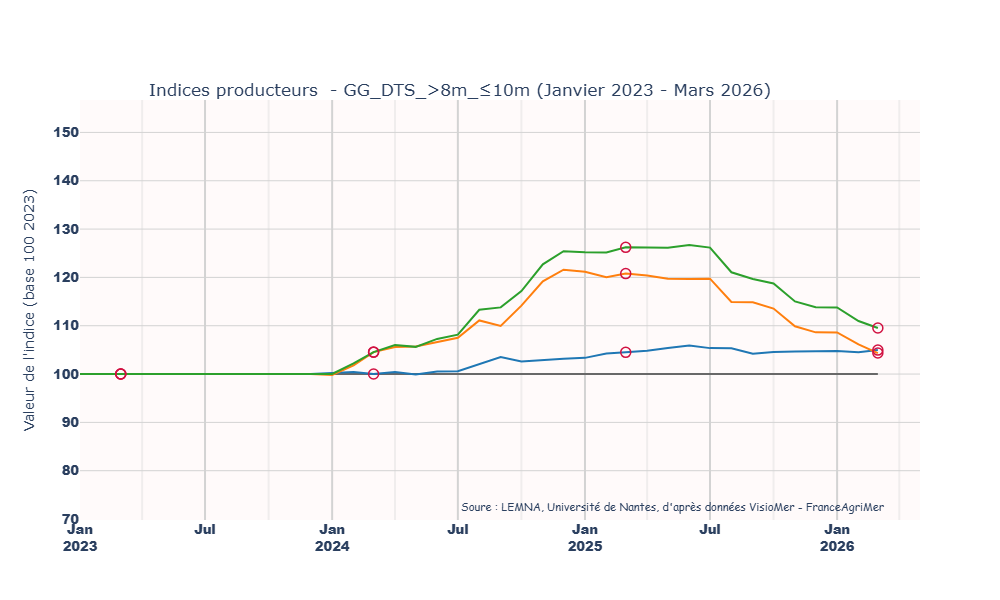 Indices producteurs - GG_DTS_>8m_≤10m (Janvier 2023 - Mars 2026)
Valeur de l'indice (base 100 2023)
150
140
130
120
110
100
90
80
70
Soure : LEMNA, Université de Nantes, d'après données VisioMer - FranceAgriMer
Jan Jul Jan Jul Jan Jul Jan
2023 2024 2025 2026